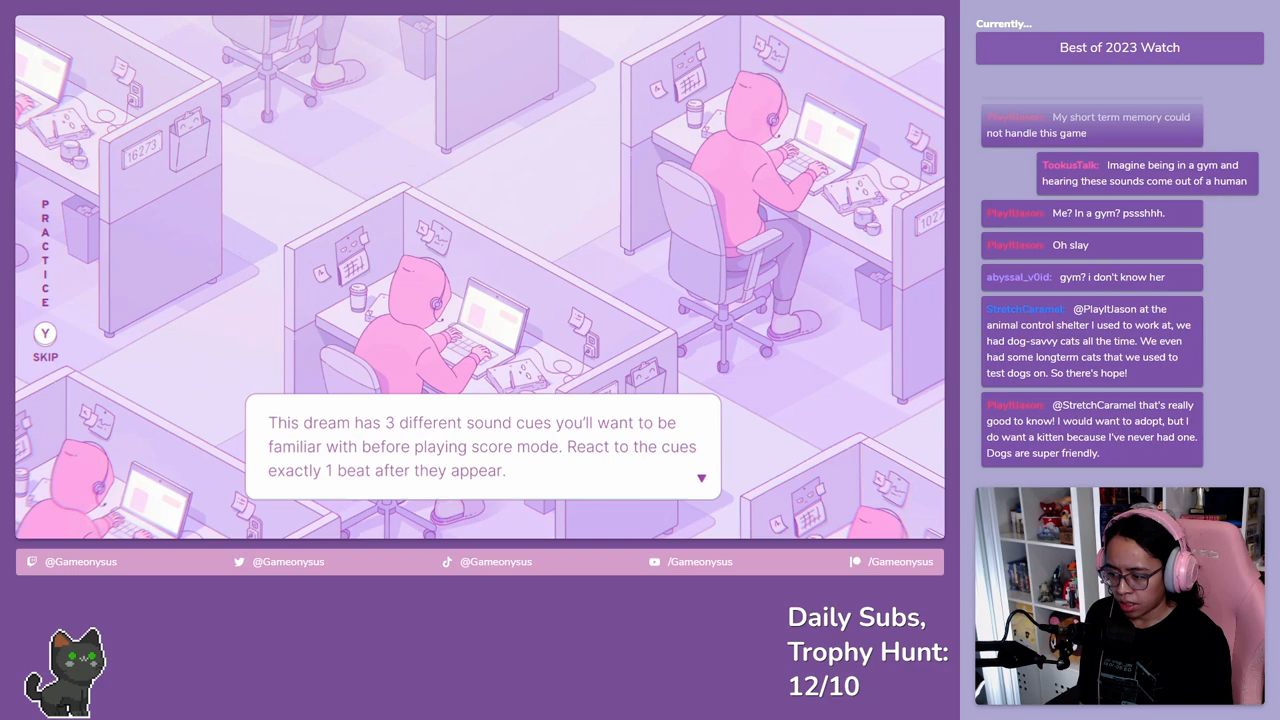 Currently...
Best of 2023 Watch
PlayItJason: My short term memory could
not handle this game
TookusTalk: Imagine being in a gym and
hearing these sounds come out of a human
PlayItJason: Me? In a gym? pssshhh.
PlayItJason: Oh slay
abyssal_v0id: gym? i don't know her
StretchCaramel: @PlayItJason at the
animal control shelter I used to work at, we
had dog-savvy cats all the time. We even
had some longterm cats that we used to
test dogs on. So there's hope!
PlayItJason: @StretchCaramel that's really
good to know! I would want to adopt, but I
do want a kitten because I've never had one.
Dogs are super friendly.
16273
PRACTICE
Y
SKIP
This dream has 3 different sound cues you'll want to be
familiar with before playing score mode. React to the cues
exactly 1 beat after they appear.
@Gameonysus
@Gameonysus
@Gameonysus
/Gameonysus
/Gameonysus
Daily Subs,
Trophy Hunt:
12/10